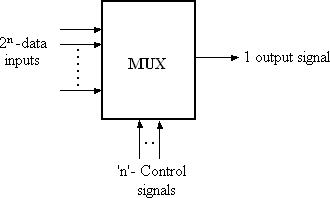 2ⁿ-data
inputs
MUX
1 output signal
'n'- Control
signals